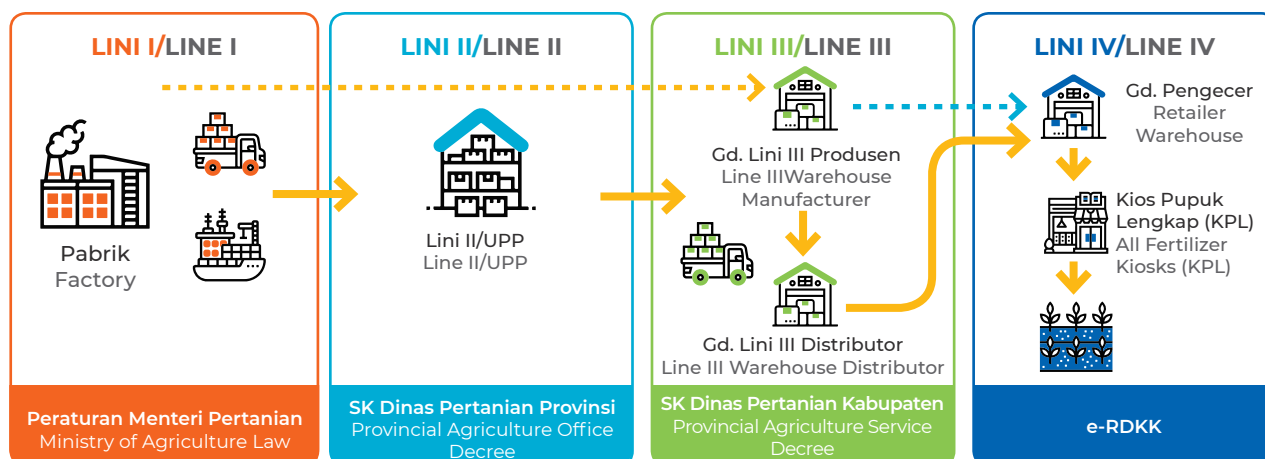 LINI I/LINE I
Pabrik
Factory
Peraturan Menteri Pertanian
Ministry of Agriculture Law
LINI II/LINE II
Lini II/UPP
Line II/UPP
SK Dinas Pertanian Provinsi
Provincial Agriculture Office
Decree
LINI III/LINE III
Gd. Lini III Produsen
Line IIIWarehouse
Manufacturer
Gd. Lini III Distributor
Line III Warehouse Distributor
SK Dinas Pertanian Kabupaten
Provincial Agriculture Service
Decree
LINI IV/LINE IV
Gd. Pengecer
Retailer
Warehouse
Kios Pupuk
Lengkap (KPL)
All Fertilizer
Kiosks (KPL)
e-RDKK